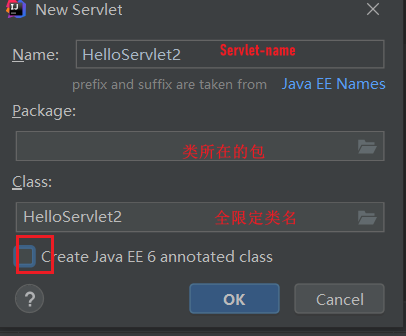 New Servlet
Name: HelloServlet2 Servlet-name
prefix and suffix are taken from Java EE Names
Package:
类所在的包
Class:
HelloServlet2 全限定类名
Create Java EE 6 annotated class
? OK Cancel